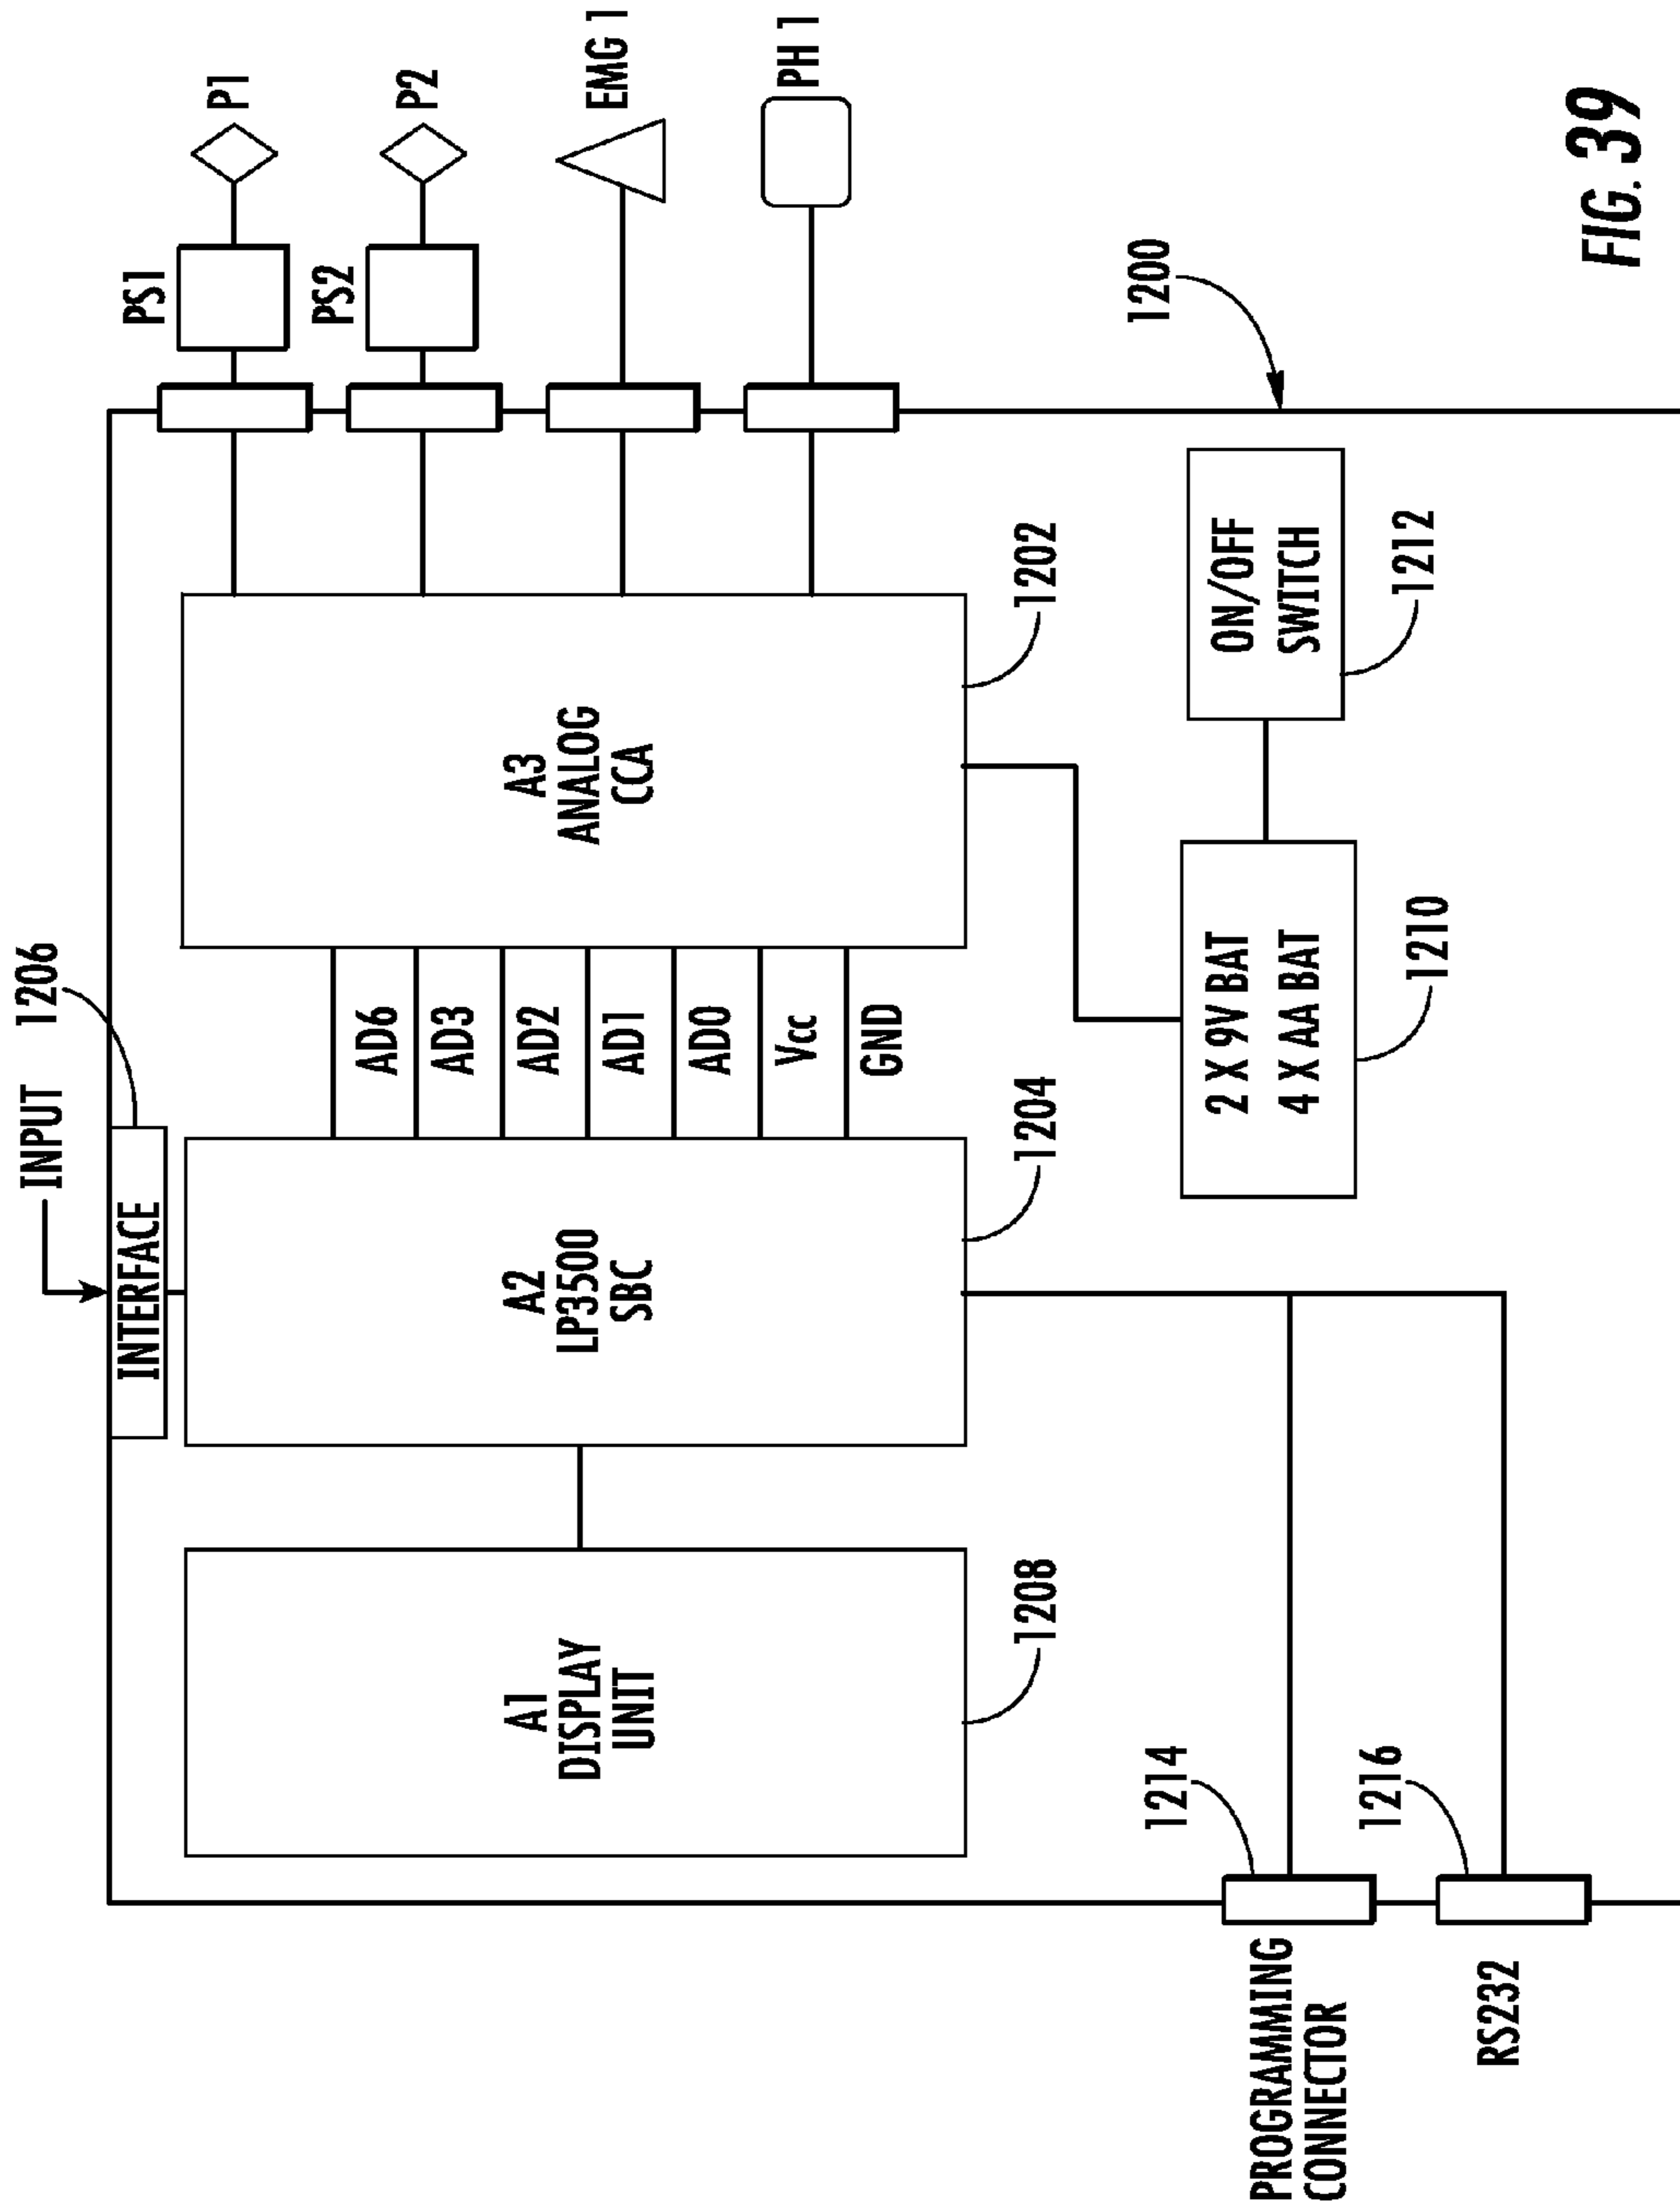 INPUT
1206
INTERFACE
P1
PS1
P2
PS2
EMG 1
PH 1
A1
DISPLAY
UNIT
1208
A2
LP3500
SBC
1204
AD6
AD3
AD2
AD1
AD0
Vcc
GND
A3
ANALOG
CCA
1202
1200
2 X 9V BAT
4 X AA BAT
1210
ON/OFF
SWITCH
1212
1214
PROGRAMMING
CONNECTOR
1216
RS232
FIG. 39